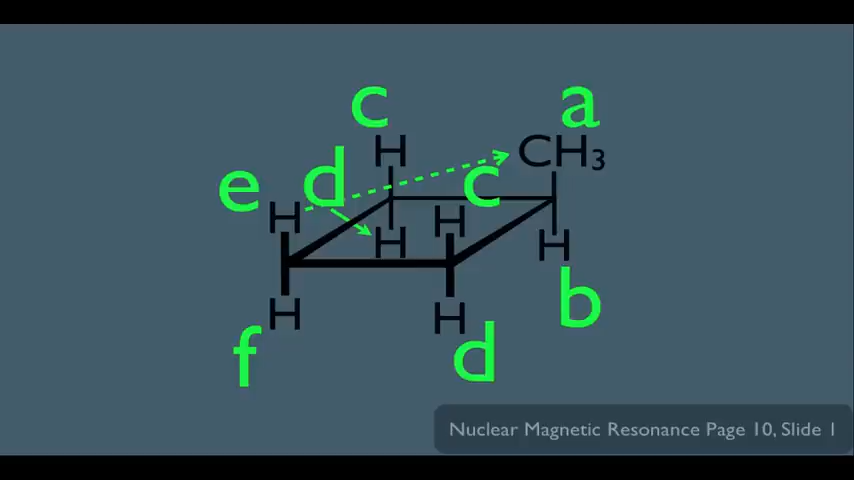 c a
H CH3
e d c
H H
H H
f H H b
d
Nuclear Magnetic Resonance Page 10, Slide 1